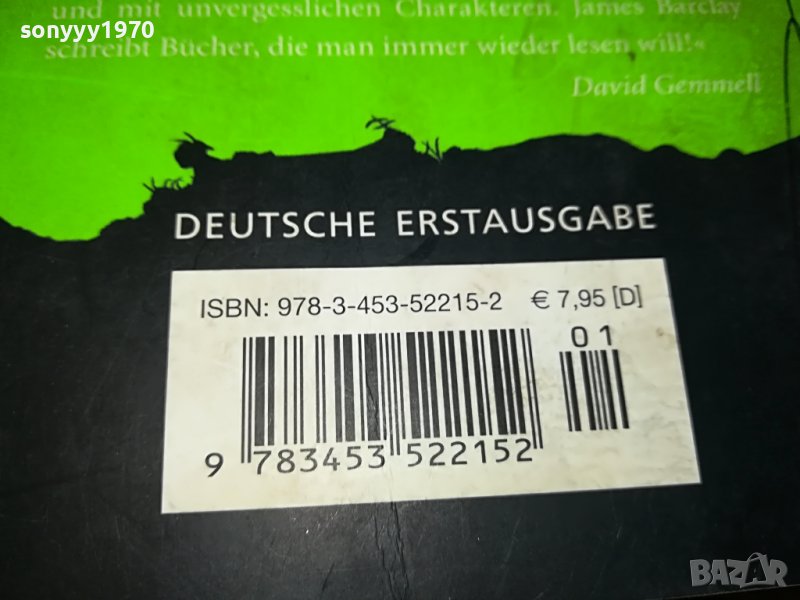 sonyyy1970
und mit unvergesslichen Charakteren. James Barclay
schreibt Bücher, die man immer wieder lesen will!«
David Gemmell
DEUTSCHE ERSTAUSGABE
ISBN: 978-3-453-52215-2 € 7,95 [D]
01
9 783453 522152
BAZAR